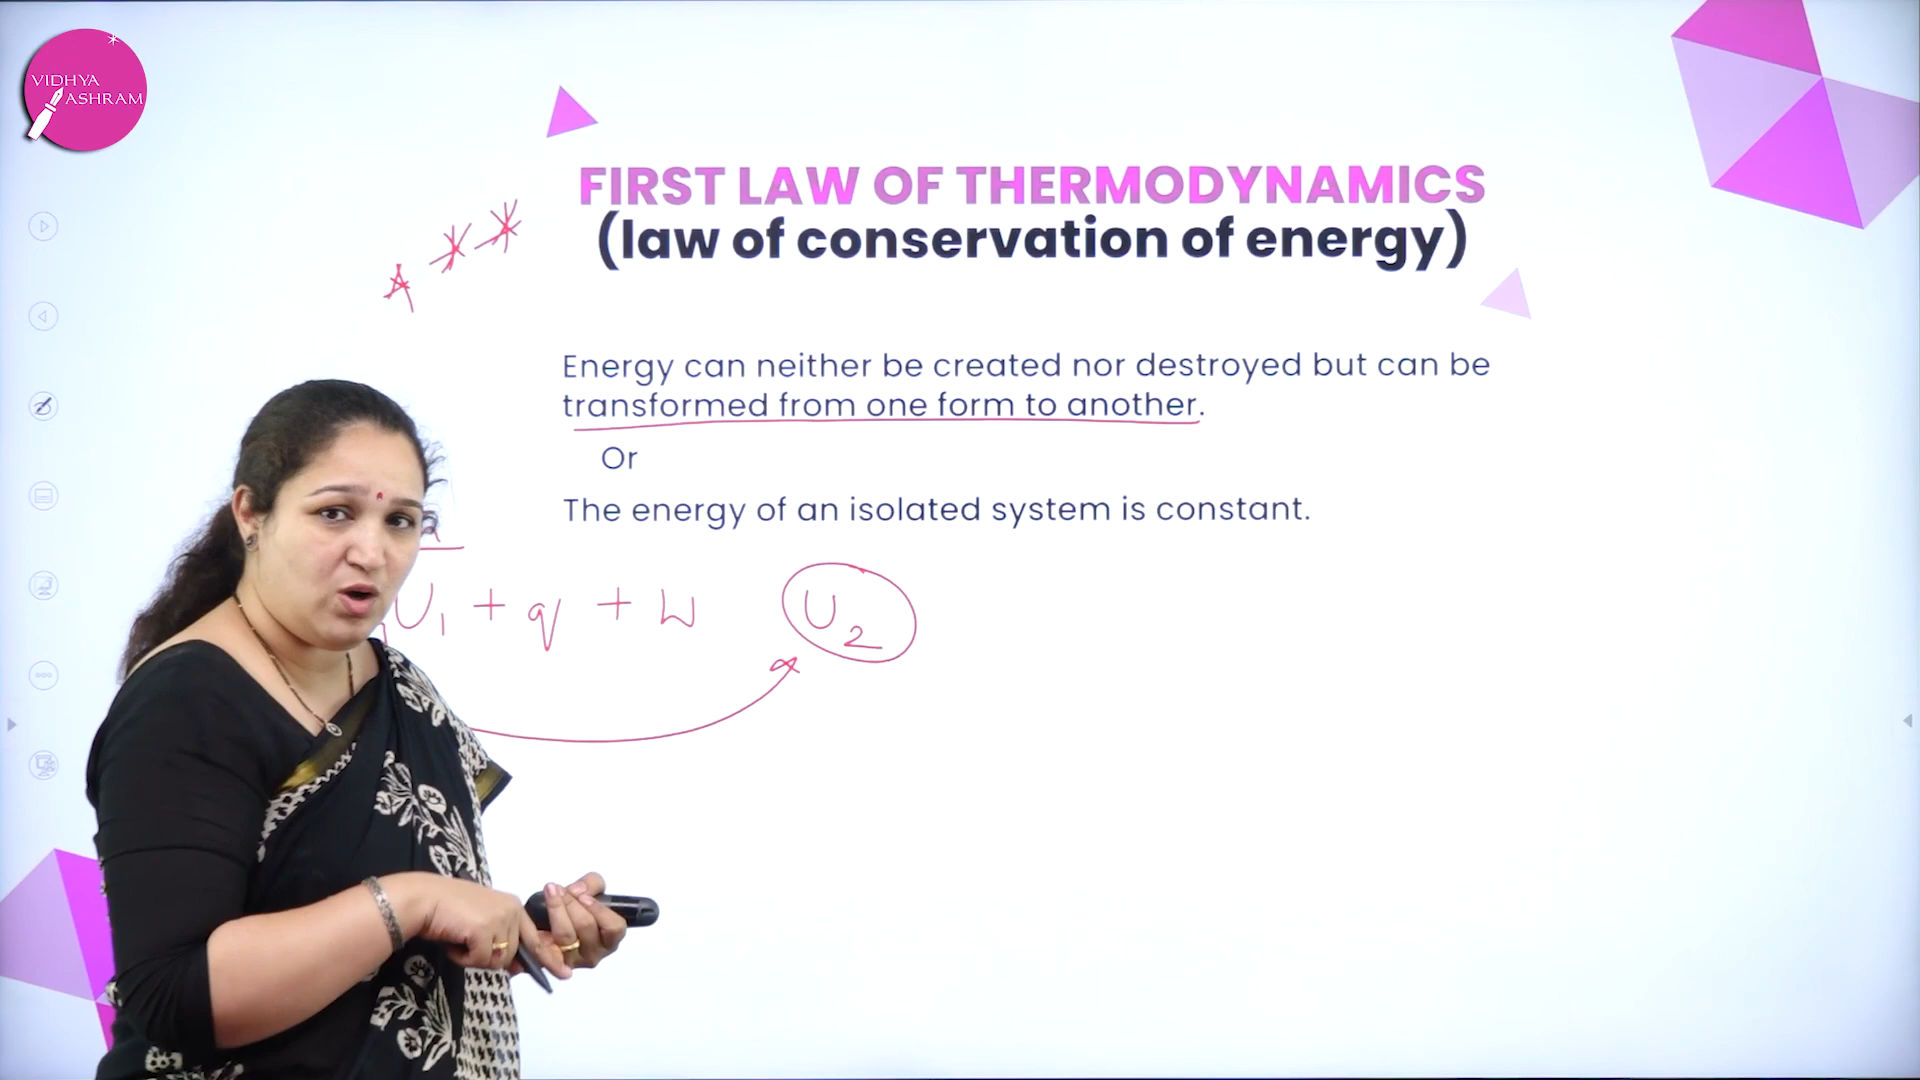 VIDHYA
ASHRAM
FIRST LAW OF THERMODYNAMICS
(law of conservation of energy)
Energy can neither be created nor destroyed but can be
transformed from one form to another.
Or
The energy of an isolated system is constant.
U₁ + q + W U₂